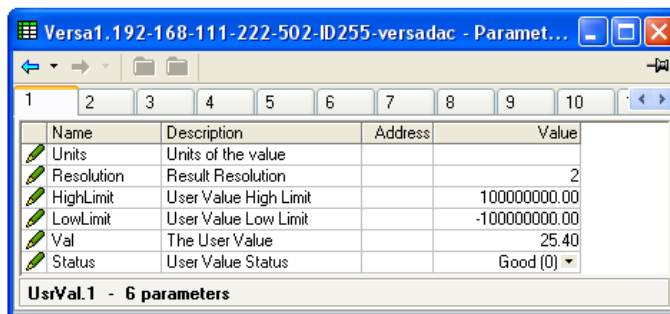 Versa1.192-168-111-222-502-ID255-versadac - Paramet...
1 2 3 4 5 6 7 8 9 10
Name Description Address Value
Units Units of the value
Resolution Result Resolution 2
HighLimit User Value High Limit 100000000.00
LowLimit User Value Low Limit -100000000.00
Val The User Value 25.40
Status User Value Status Good (0)
UsrVal.1 - 6 parameters